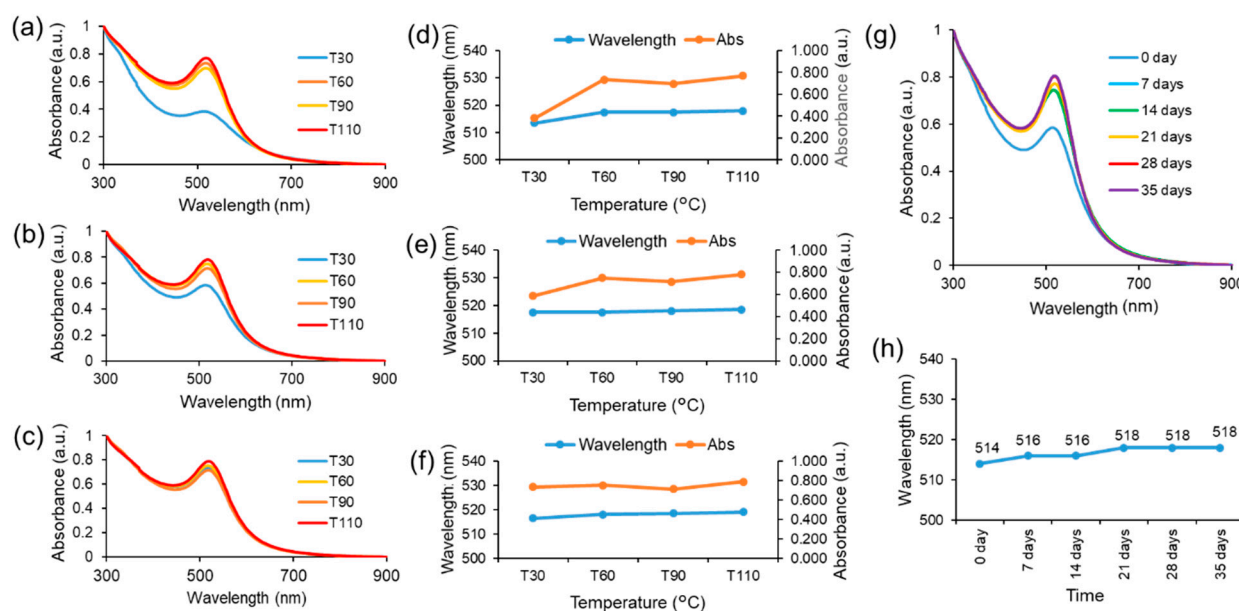 (a)
Absorbance (a.u.)
1
0.8
0.6
0.4
0.2
0
300
500
700
900
Wavelength (nm)
T30
T60
T90
T110
(b)
Absorbance (a.u.)
1
0.8
0.6
0.4
0.2
0
300
500
700
900
Wavelength (nm)
T30
T60
T90
T110
(c)
Absorbance (a.u.)
1
0.8
0.6
0.4
0.2
0
300
500
700
900
Wavelength (nm)
T30
T60
T90
T110
(d)
Wavelength (nm)
540
530
520
510
500
Wavelength
Abs
1.000
0.800
0.600
0.400
0.200
0.000
Absorbance (a.u.)
T30
T60
T90
T110
Temperature (°C)
(e)
Wavelength (nm)
540
530
520
510
500
Wavelength
Abs
1.000
0.800
0.600
0.400
0.200
0.000
Absorbance (a.u.)
T30
T60
T90
T110
Temperature (°C)
(f)
Wavelength (nm)
540
530
520
510
500
Wavelength
Abs
1.000
0.800
0.600
0.400
0.200
0.000
Absorbance (a.u.)
T30
T60
T90
T110
Temperature (°C)
(g)
Absorbance (a.u.)
1
0.8
0.6
0.4
0.2
0
300
500
700
900
Wavelength (nm)
0 day
7 days
14 days
21 days
28 days
35 days
(h)
Wavelength (nm)
540
520
500
514
516
516
518
518
518
0 day
7 days
14 days
21 days
28 days
35 days
Time